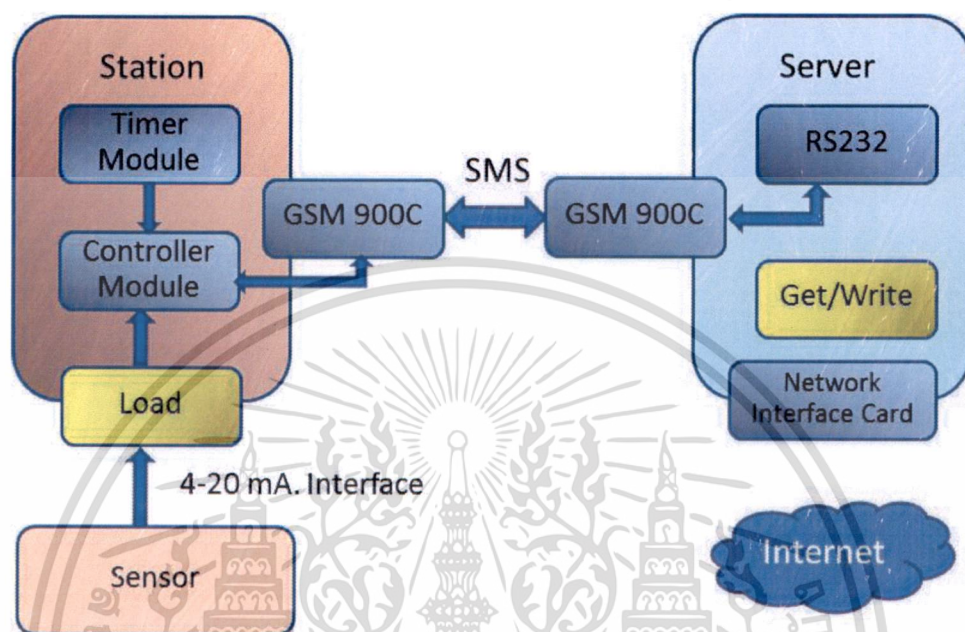 Station
Timer
Module
Controller
Module
Load
4-20 mA. Interface
Sensor
GSM 900C
SMS
GSM 900C
Server
RS232
Get/Write
Network
Interface Card
Internet